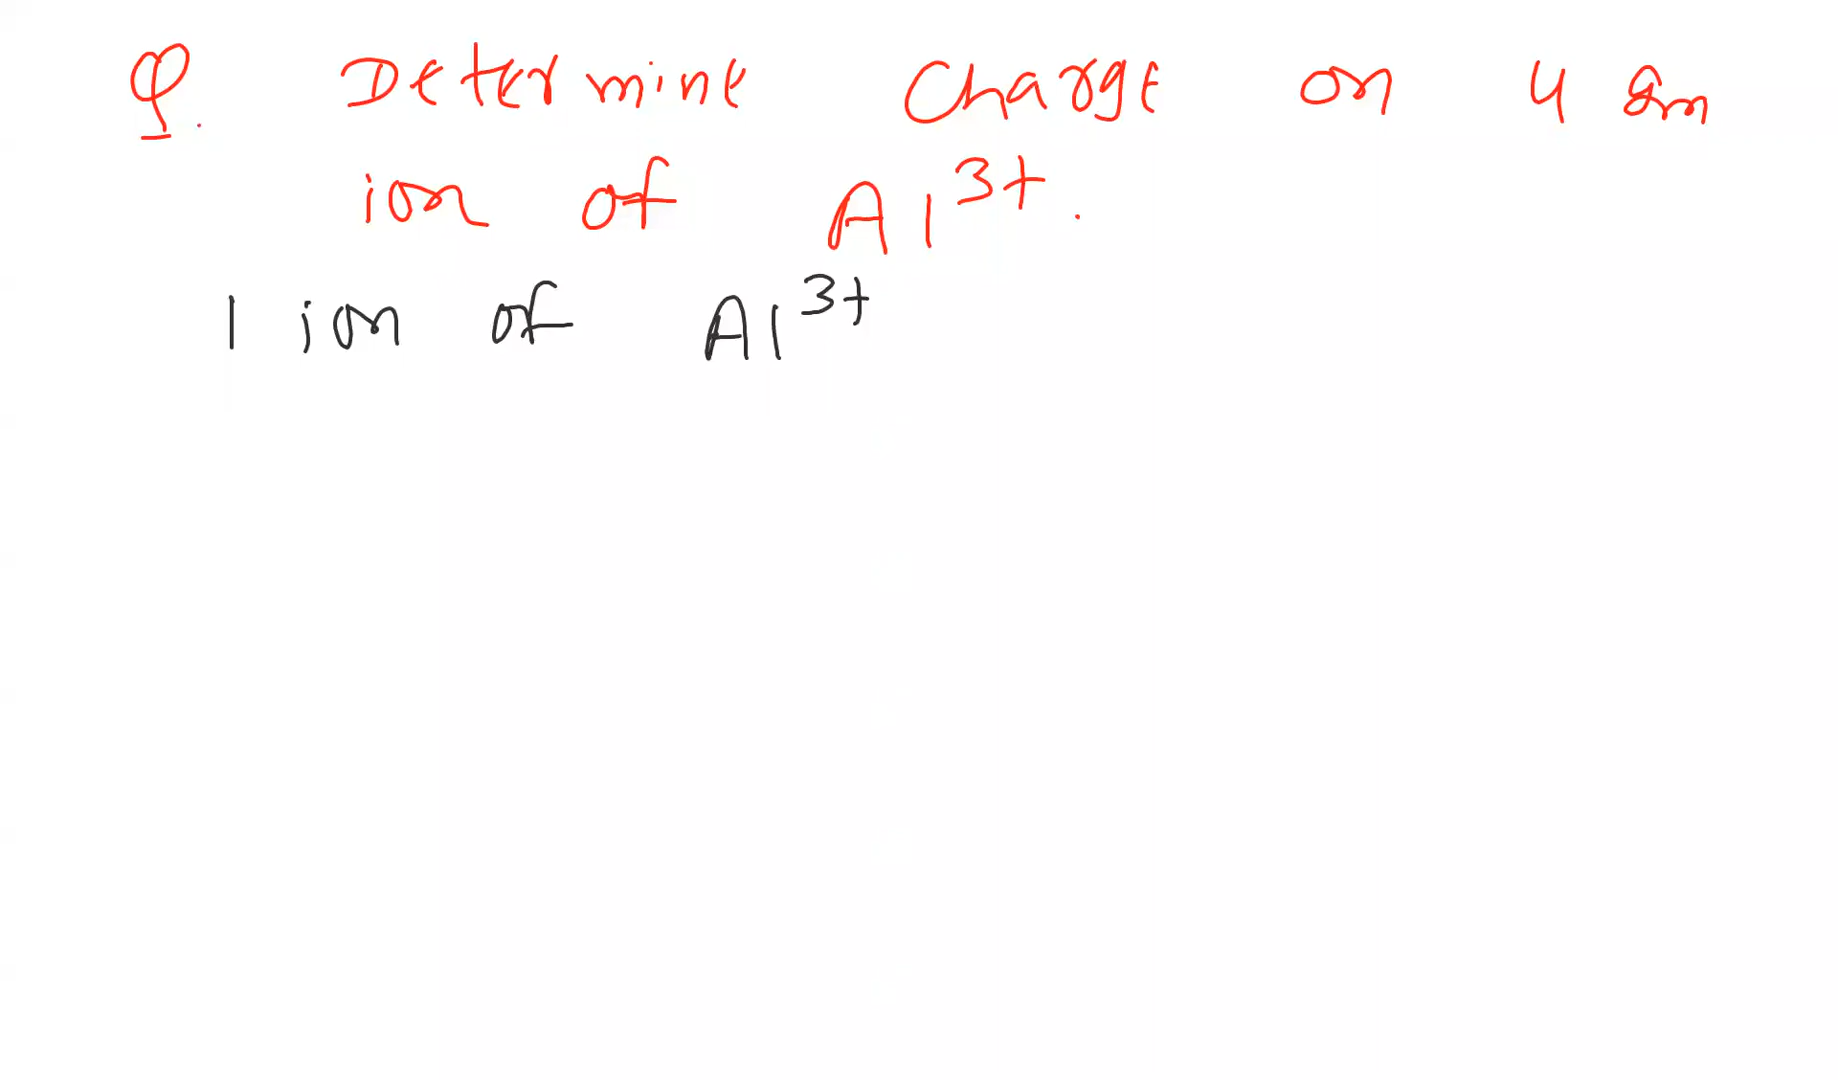 Q. Determine charge on 4 gm
ion of Al³⁺.
1 ion of Al³⁺